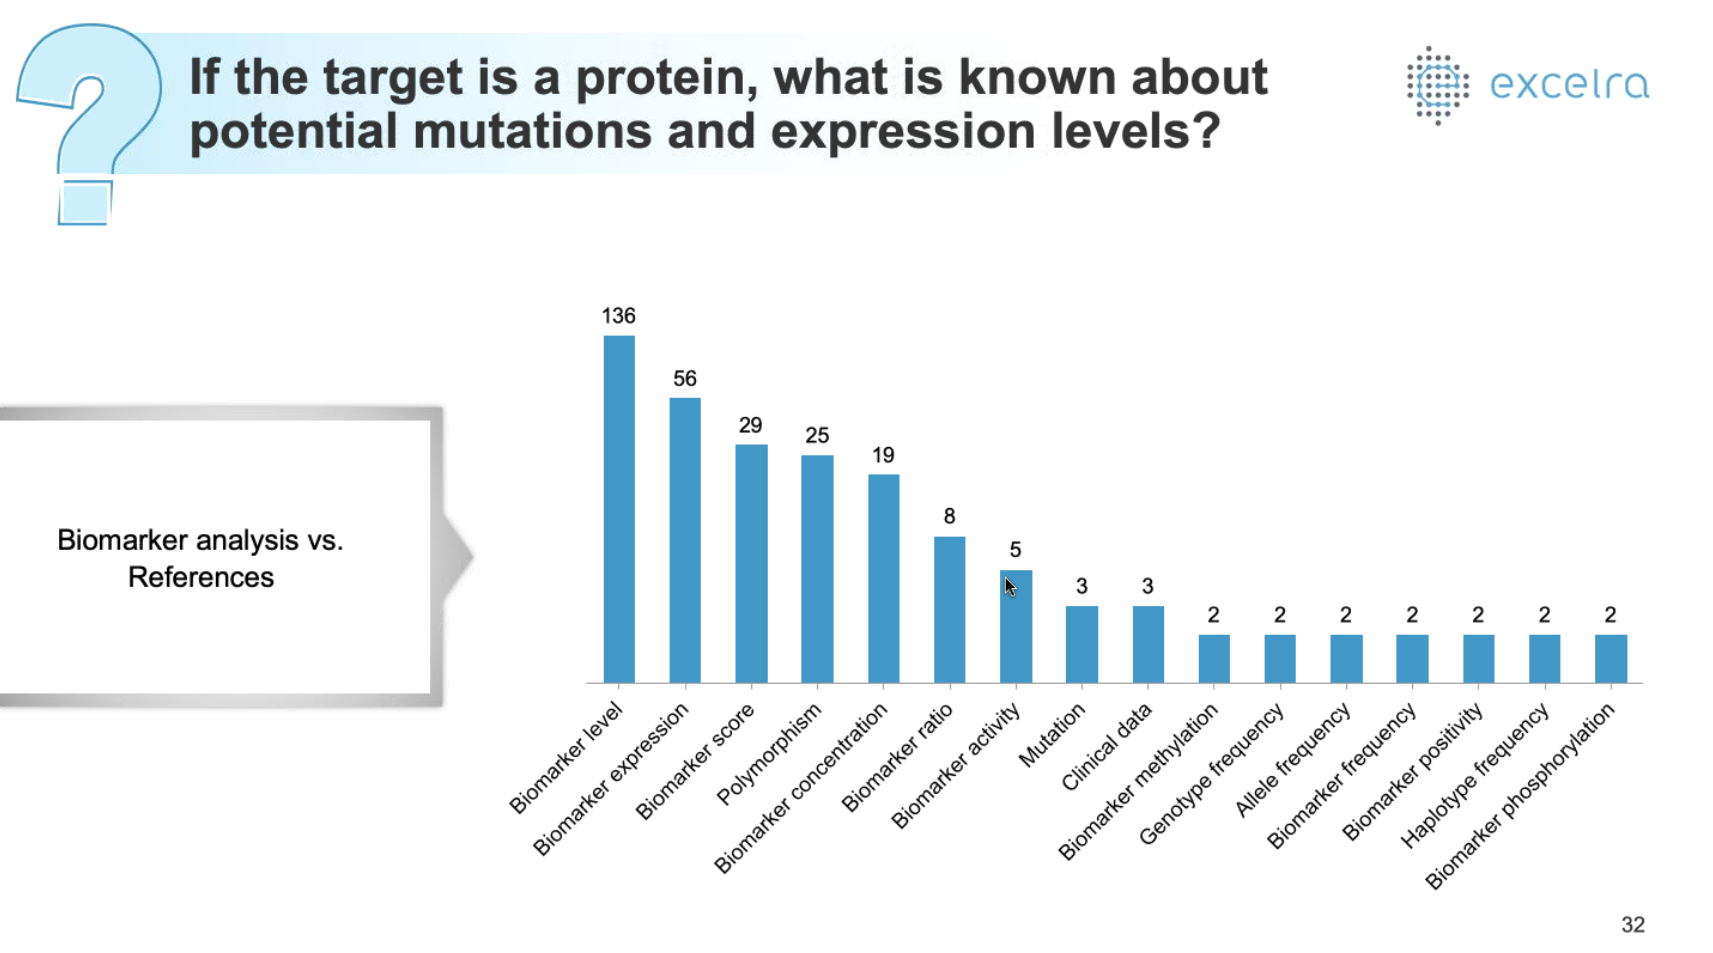 If the target is a protein, what is known about
potential mutations and expression levels?
excelra
Biomarker analysis vs.
References
136
56
29
25
19
8
5
3
3
2
2
2
2
2
2
2
Biomarker level
Biomarker expression
Biomarker score
Polymorphism
Biomarker concentration
Biomarker ratio
Biomarker activity
Mutation
Clinical data
Biomarker methylation
Genotype frequency
Allele frequency
Biomarker frequency
Biomarker positivity
Haplotype frequency
Biomarker phosphorylation
32